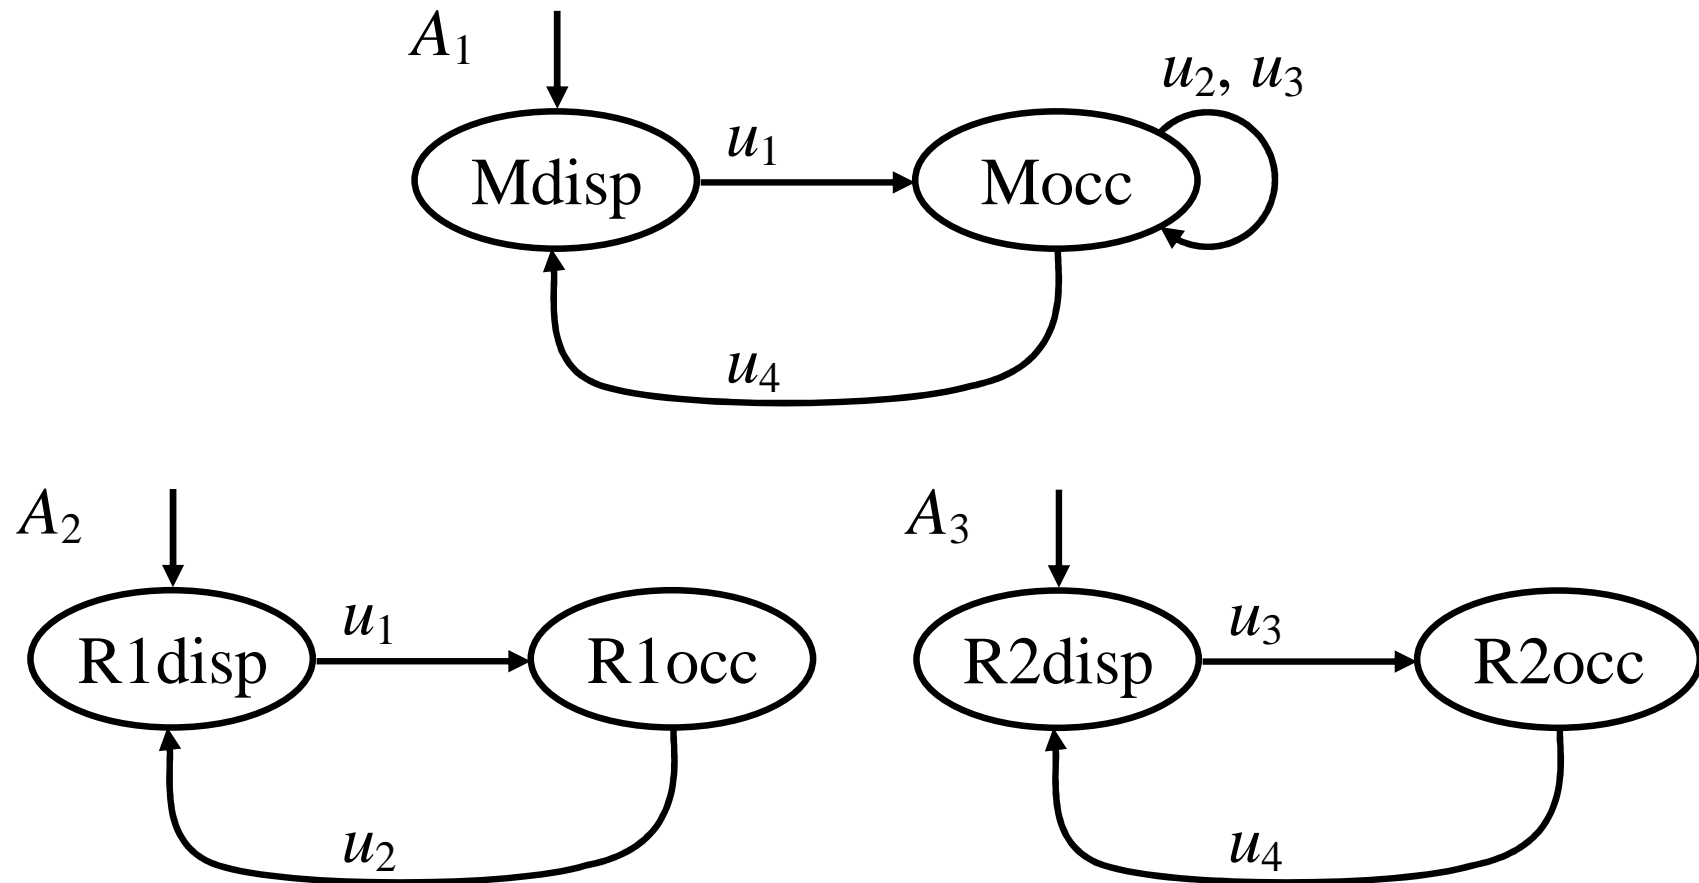 A1
u2, u3
u1
Mdisp
Mocc
u4
A2
A3
u1
u3
R1disp
R1occ
R2disp
R2occ
u2
u4